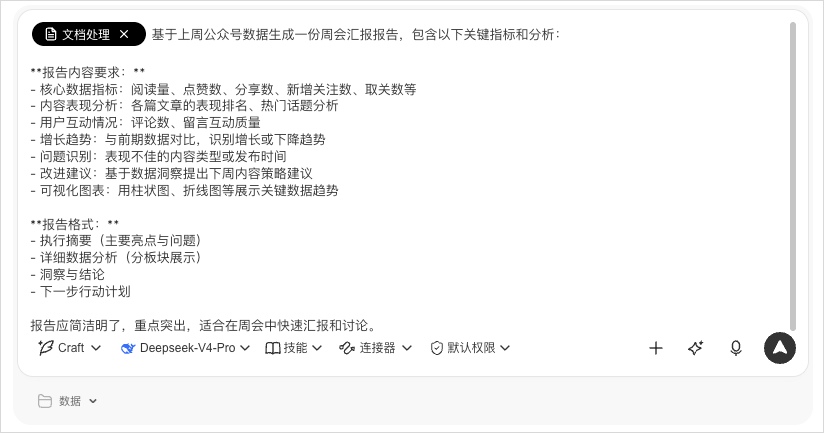 文档处理 × 基于上周公众号数据生成一份周会汇报报告，包含以下关键指标和分析：
**报告内容要求：**
- 核心数据指标：阅读量、点赞数、分享数、新增关注数、取关数等
- 内容表现分析：各篇文章的表现排名、热门话题分析
- 用户互动情况：评论数、留言互动质量
- 增长趋势：与前期数据对比，识别增长或下降趋势
- 问题识别：表现不佳的内容类型或发布时间
- 改进建议：基于数据洞察提出下周内容策略建议
- 可视化图表：用柱状图、折线图等展示关键数据趋势
**报告格式：**
- 执行摘要（主要亮点与问题）
- 详细数据分析（分板块展示）
- 洞察与结论
- 下一步行动计划
报告应简洁明了，重点突出，适合在周会中快速汇报和讨论。
Craft Deepseek-V4-Pro 技能 连接器 默认权限
数据